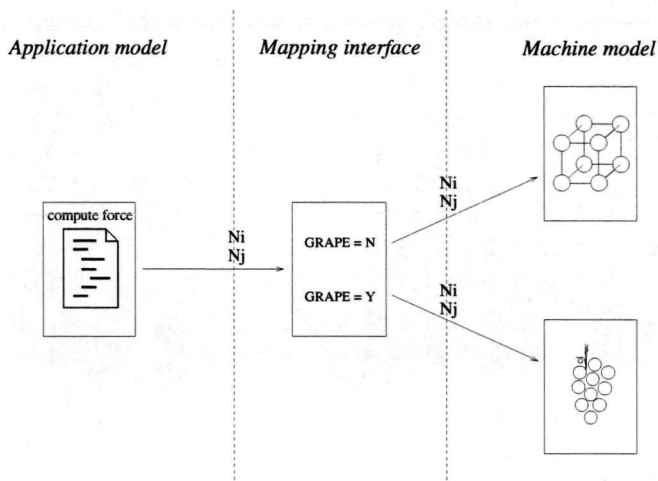 Application model
Mapping interface
Machine model
compute force
Ni
Nj
GRAPE = N
GRAPE = Y
Ni
Nj
Ni
Nj